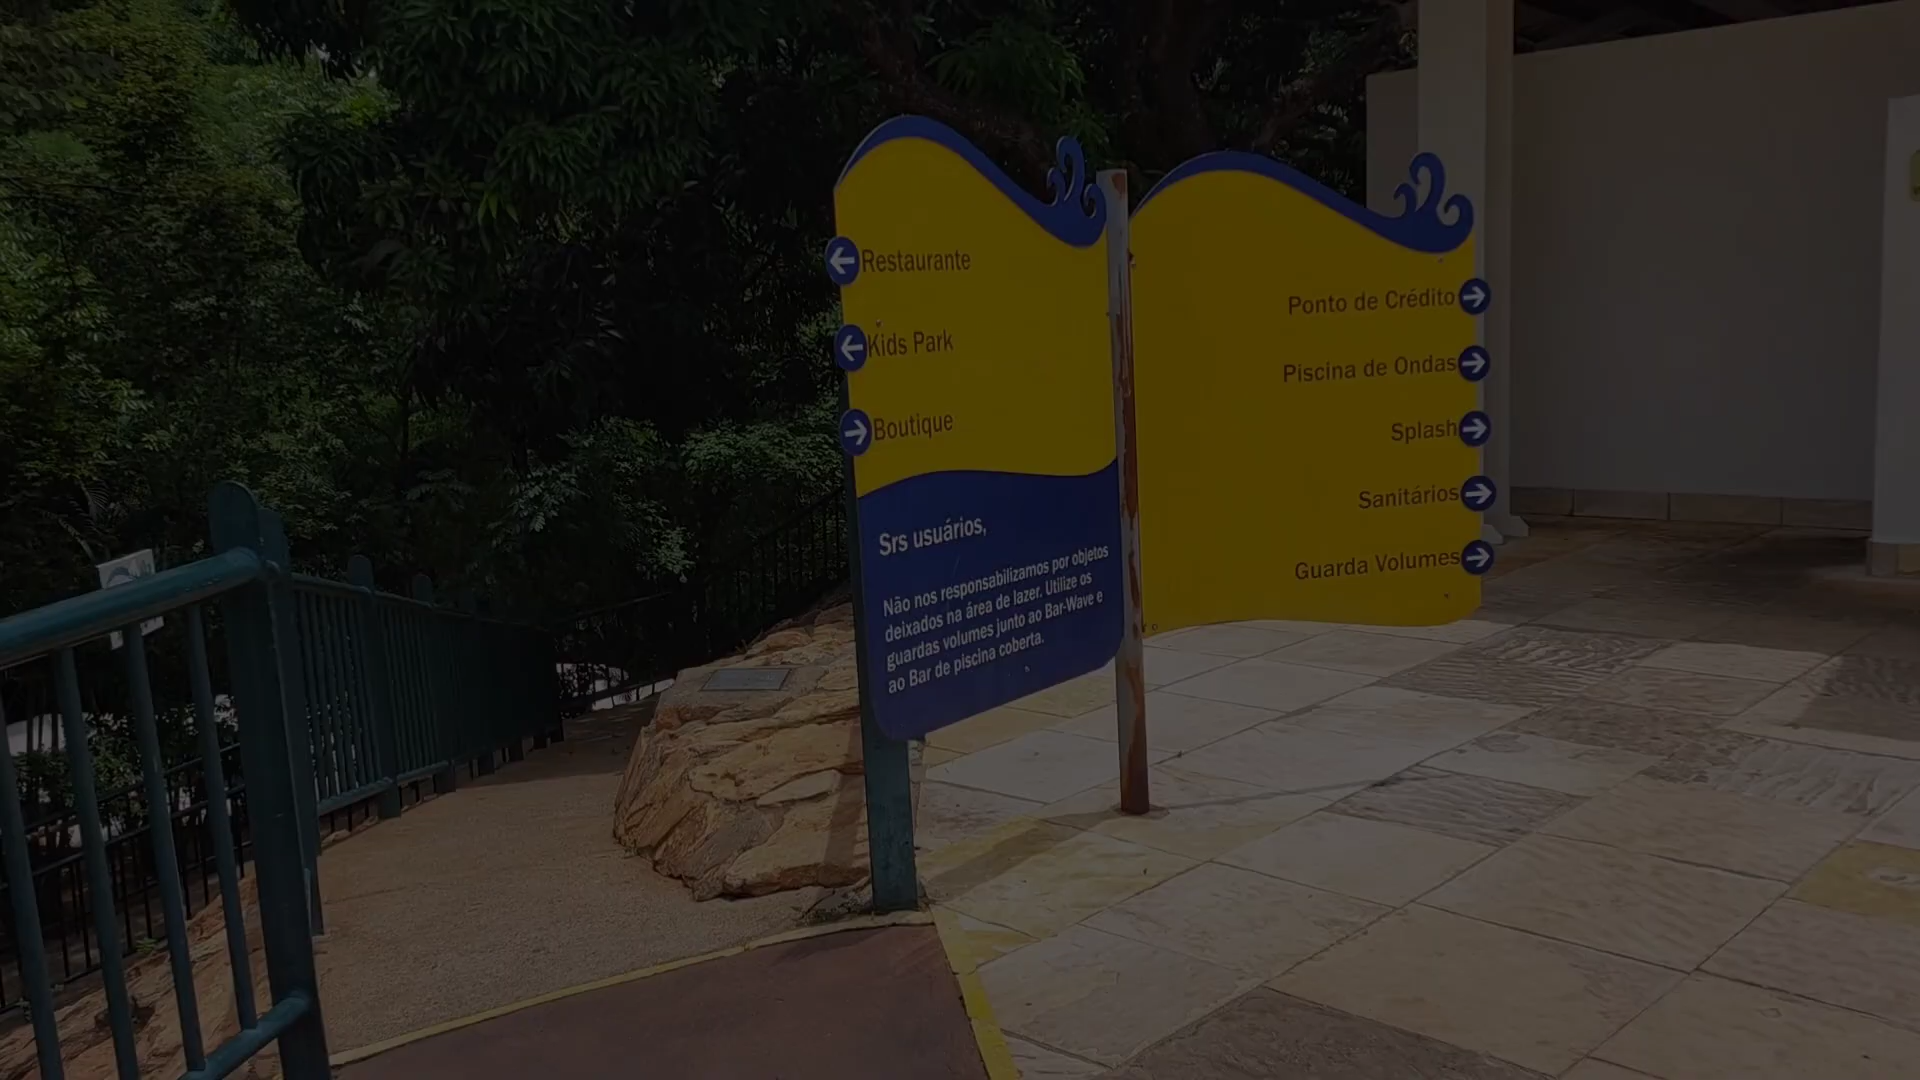 Restaurante
Kids Park
Boutique
Srs usuários,
Não nos responsabilizamos por objetos
deixados na área de lazer. Utilize os
guardas volumes junto ao Bar-Wave e
ao Bar de piscina coberta.
Ponto de Crédito
Piscina de Ondas
Splash
Sanitários
Guarda Volumes